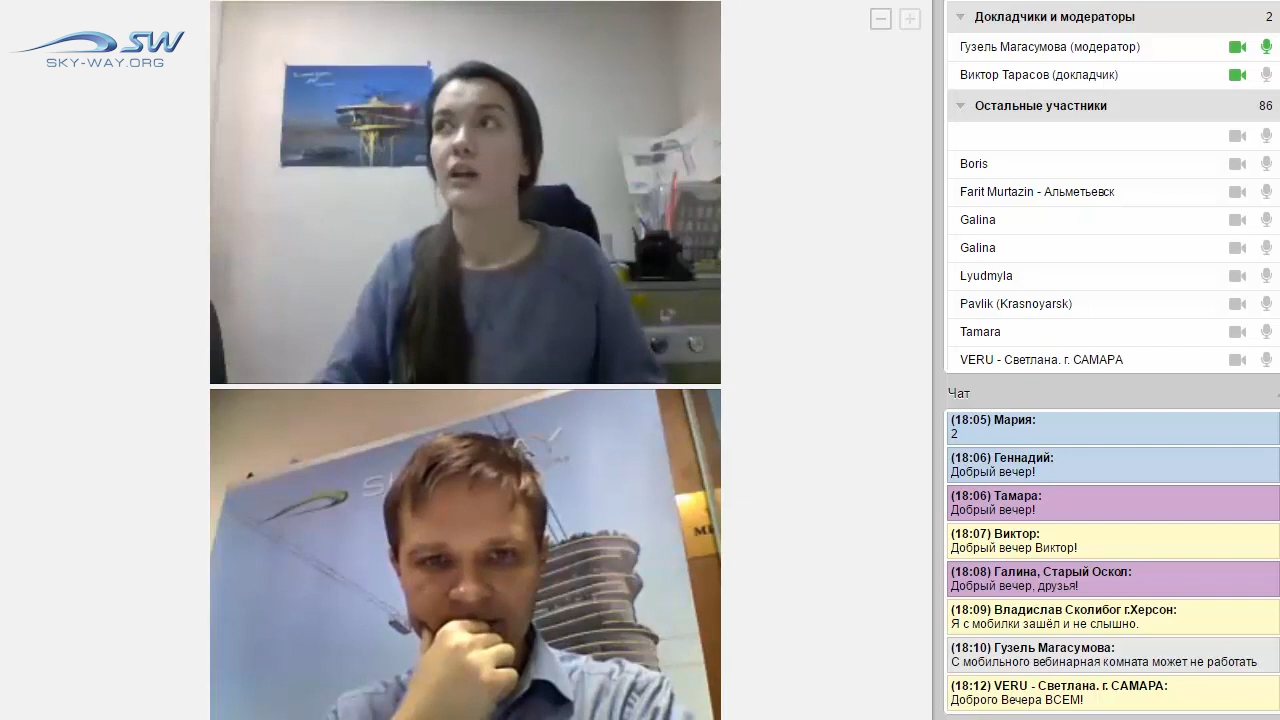 SW
SKY-WAY.ORG
Докладчики и модераторы 2
Гузель Магасумова (модератор)
Виктор Тарасов (докладчик)
Остальные участники 86
Boris
Farit Murtazin - Альметьевск
Galina
Galina
Lyudmyla
Pavlik (Krasnoyarsk)
Tamara
VERU - Светлана. г. САМАРА
Чат
(18:05) Мария:
2
(18:06) Геннадий:
Добрый вечер!
(18:06) Тамара:
Добрый вечер!
(18:07) Виктор:
Добрый вечер Виктор!
(18:08) Галина, Старый Оскол:
Добрый вечер, друзья!
(18:09) Владислав Сколибог г.Херсон:
Я с мобилки зашёл и не слышно.
(18:10) Гузель Магасумова:
С мобильного вебинарная комната может не работать
(18:12) VERU - Светлана. г. САМАРА:
Доброго Вечера ВСЕМ!